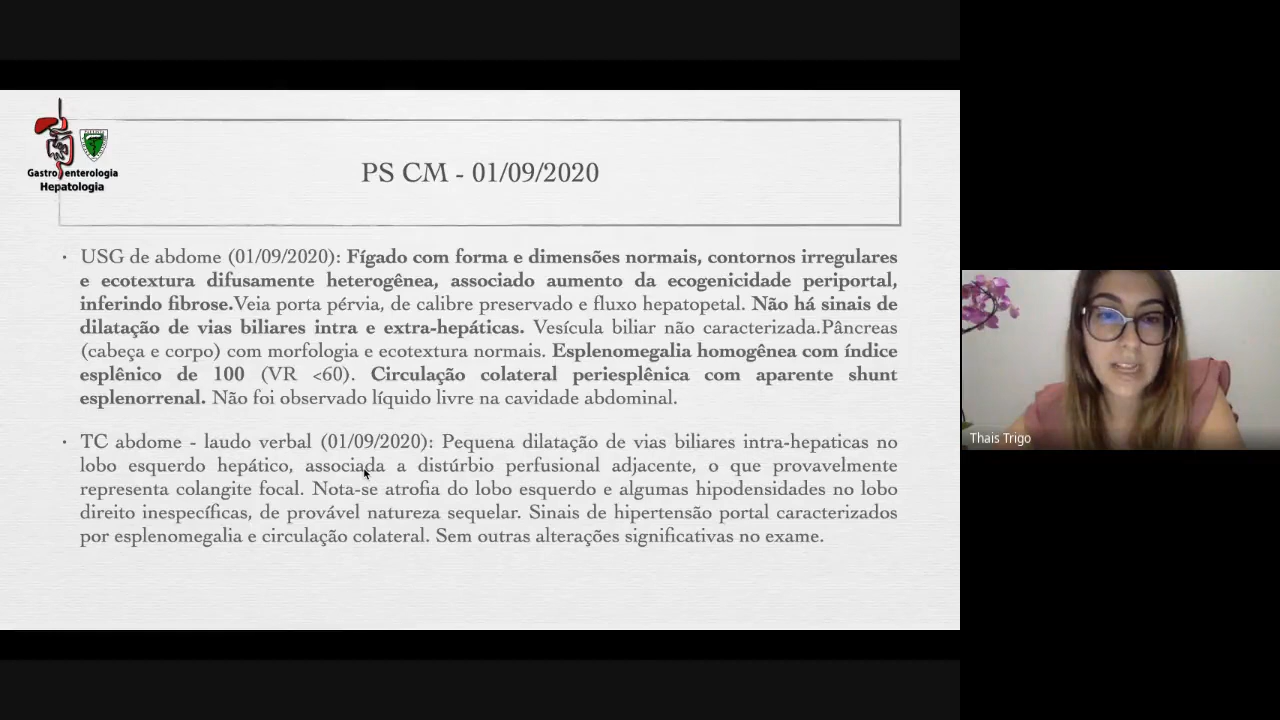 Gastroenterologia
Hepatologia
PS CM - 01/09/2020
• USG de abdome (01/09/2020): Fígado com forma e dimensões normais, contornos irregulares
e ecotextura difusamente heterogênea, associado aumento da ecogenicidade periportal,
inferindo fibrose.Veia porta pérvia, de calibre preservado e fluxo hepatopetal. Não há sinais de
dilatação de vias biliares intra e extra-hepáticas. Vesícula biliar não caracterizada.Pâncreas
(cabeça e corpo) com morfologia e ecotextura normais. Esplenomegalia homogênea com índice
esplênico de 100 (VR <60). Circulação colateral periesplênica com aparente shunt
esplenorrenal. Não foi observado líquido livre na cavidade abdominal.
• TC abdome - laudo verbal (01/09/2020): Pequena dilatação de vias biliares intra-hepaticas no
lobo esquerdo hepático, associada a distúrbio perfusional adjacente, o que provavelmente
representa colangite focal. Nota-se atrofia do lobo esquerdo e algumas hipodensidades no lobo
direito inespecíficas, de provável natureza sequelar. Sinais de hipertensão portal caracterizados
por esplenomegalia e circulação colateral. Sem outras alterações significativas no exame.
Thais Trigo